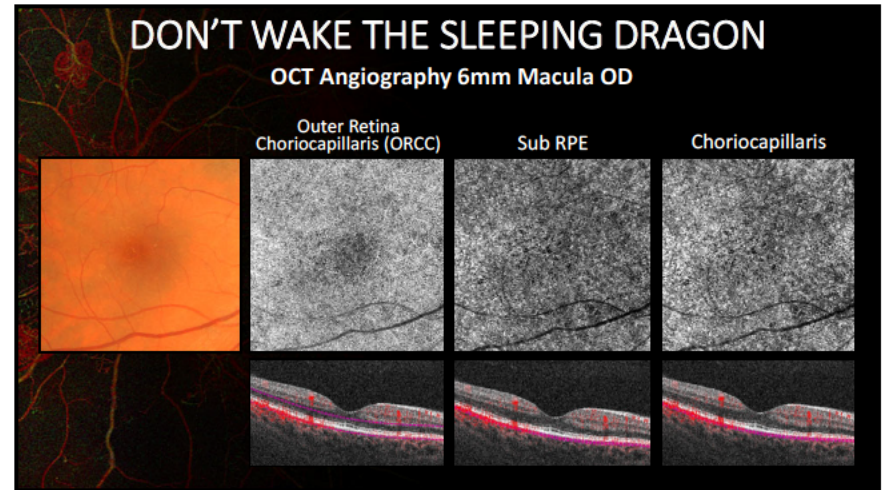 DON'T WAKE THE SLEEPING DRAGON
OCT Angiography 6mm Macula OD
Outer Retina
Choriocapillaris (ORCC)
Sub RPE
Choriocapillaris